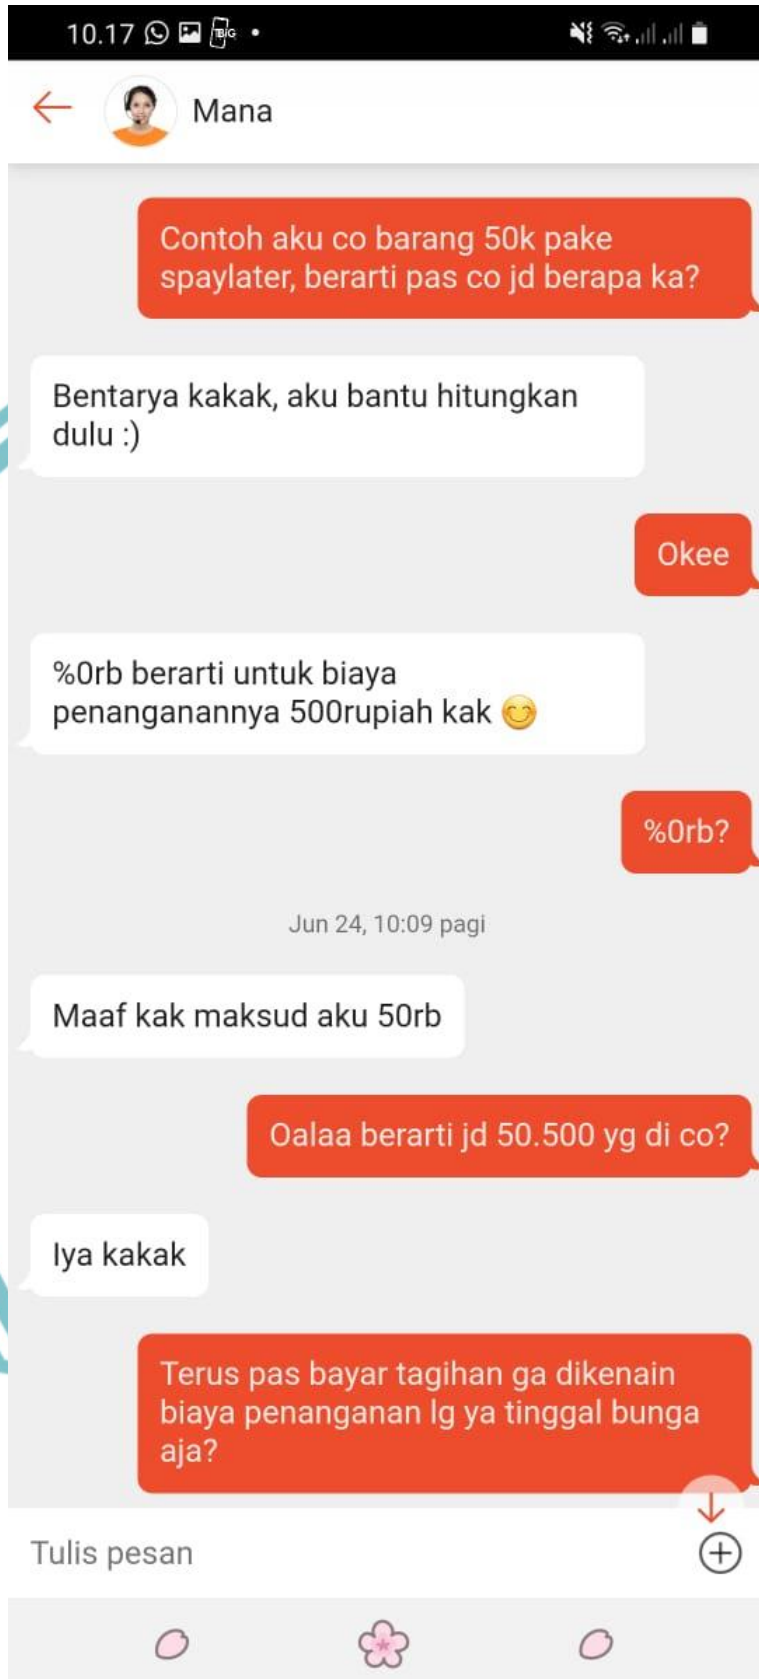 10.17
BIG
Mana
Contoh aku co barang 50k pake
spaylater, berarti pas co jd berapa ka?
Bentarya kakak, aku bantu hitungkan
dulu :)
Okee
%0rb berarti untuk biaya
penanganannya 500rupiah kak 😊
%0rb?
Jun 24, 10:09 pagi
Maaf kak maksud aku 50rb
Oalaa berarti jd 50.500 yg di co?
Iya kakak
Terus pas bayar tagihan ga dikenain
biaya penanganan lg ya tinggal bunga
aja?
Tulis pesan